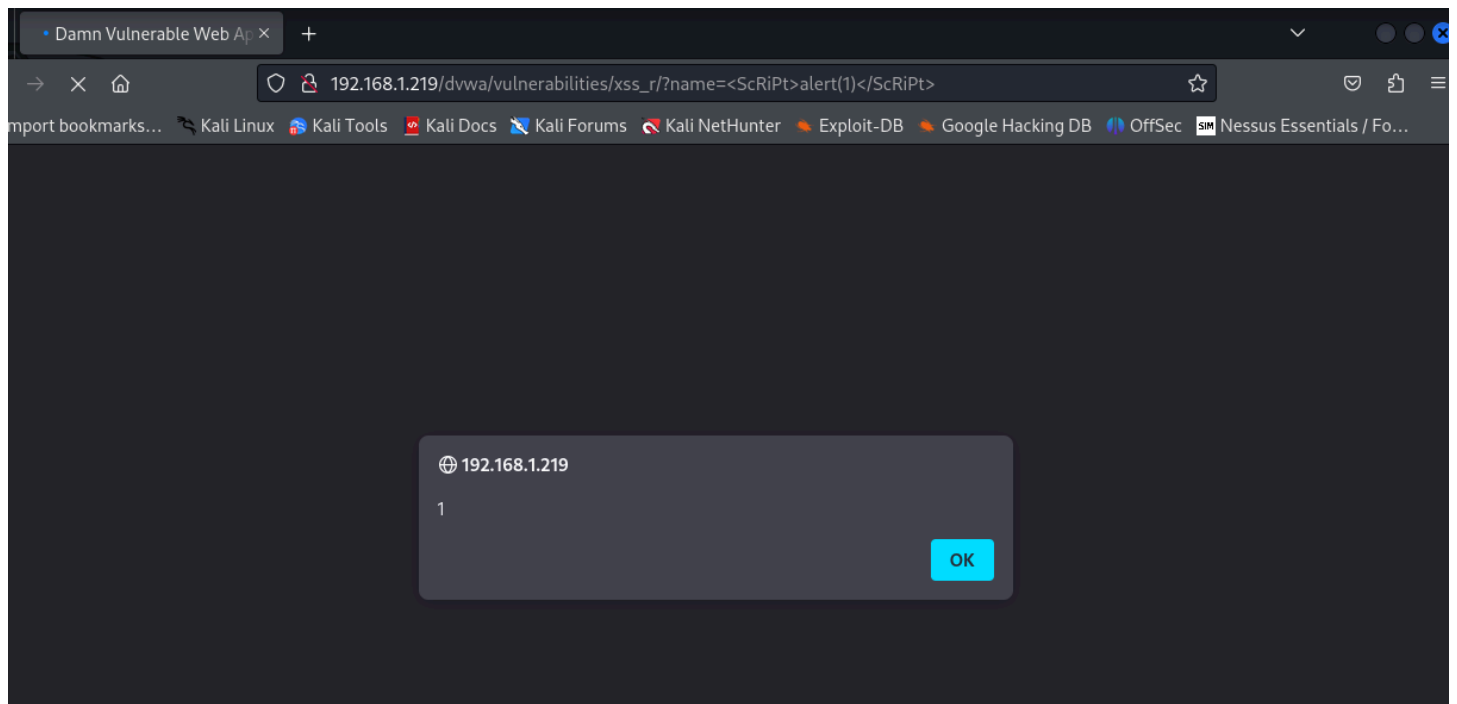 Damn Vulnerable Web Ap
192.168.1.219/dvwa/vulnerabilities/xss_r/?name=<ScRiPt>alert(1)</ScRiPt>
mport bookmarks... Kali Linux Kali Tools Kali Docs Kali Forums Kali NetHunter Exploit-DB Google Hacking DB OffSec SIM Nessus Essentials / Fo...
192.168.1.219
1
OK